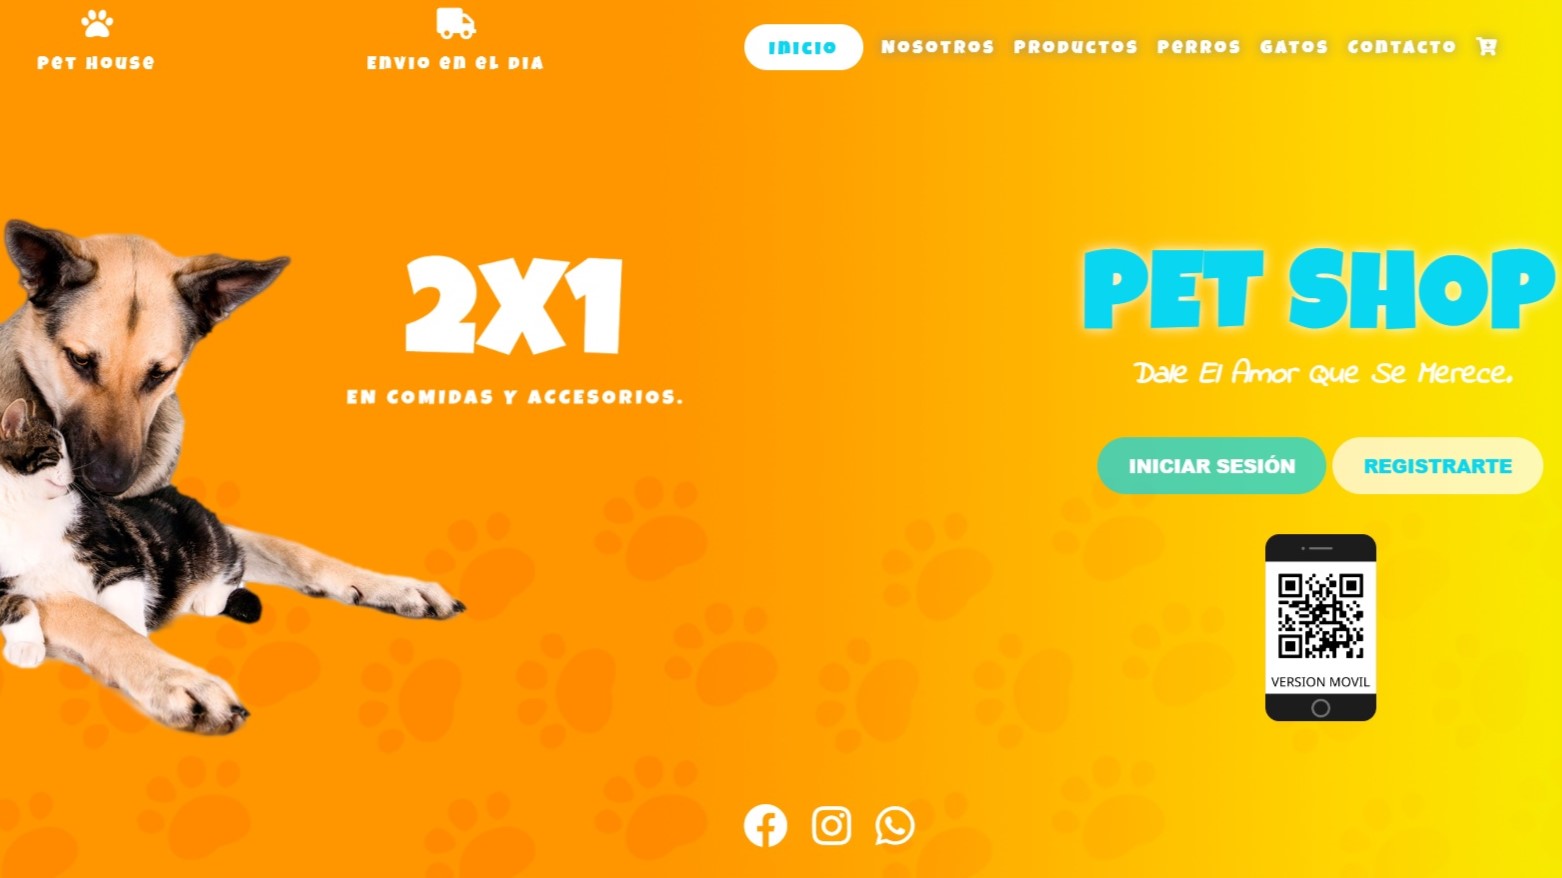 Pet House
Envio en el dia
Inicio
Nosotros
Productos
Perros
Gatos
Contacto
2X1
EN COMIDAS Y ACCESORIOS.
PET SHOP
Dale El Amor Que Se Merece.
INICIAR SESIÓN
REGISTRARTE
VERSION MOVIL